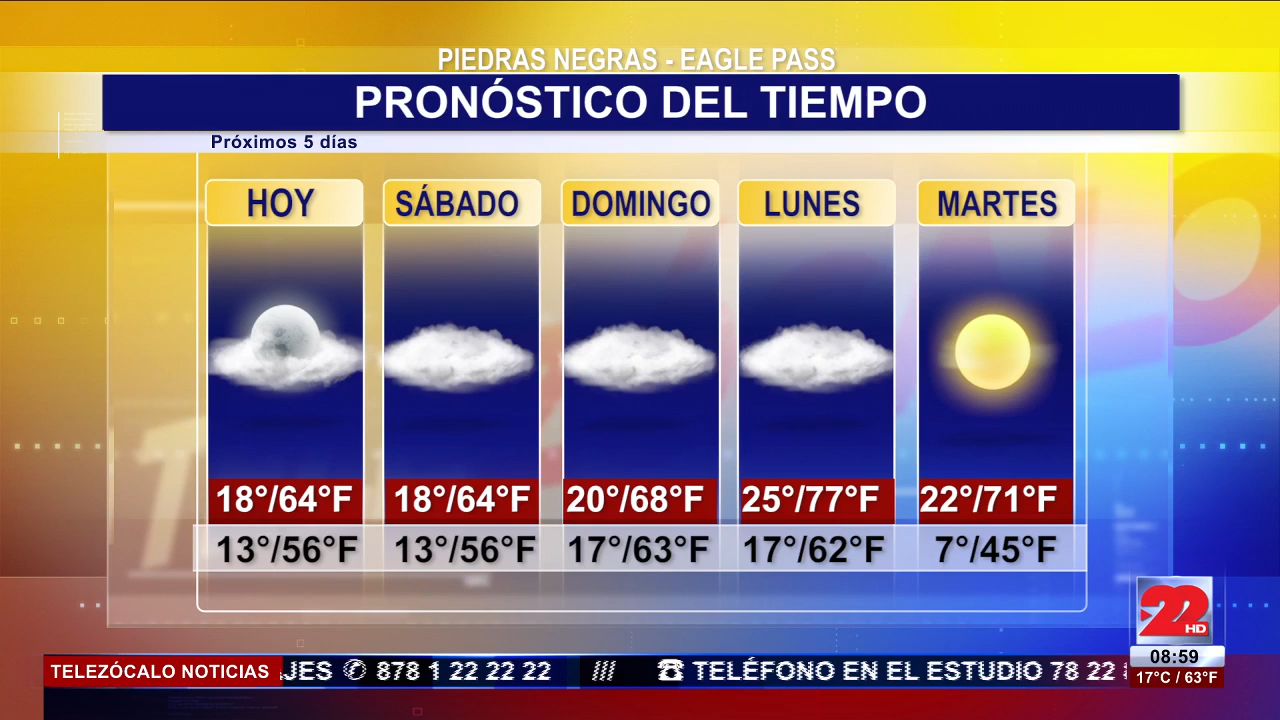 PIEDRAS NEGRAS - EAGLE PASS
PRONÓSTICO DEL TIEMPO
Próximos 5 días
HOY SÁBADO DOMINGO LUNES MARTES
18°/64°F 18°/64°F 20°/68°F 25°/77°F 22°/71°F
13°/56°F 13°/56°F 17°/63°F 17°/62°F 7°/45°F
22 HD
08:59
TELEZÓCALO NOTICIAS JES ✆ 878 1 22 22 22 /// ☎ TELÉFONO EN EL ESTUDIO 78 22
17°C / 63°F